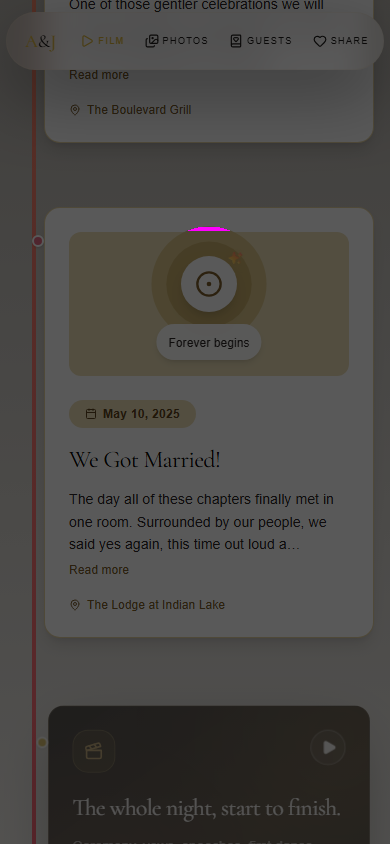 One of those gentler celebrations we will
A&J
FILM
PHOTOS
GUESTS
SHARE
Read more
The Boulevard Grill
Forever begins
May 10, 2025
We Got Married!
The day all of these chapters finally met in
one room. Surrounded by our people, we
said yes again, this time out loud a…
Read more
The Lodge at Indian Lake
The whole night, start to finish.